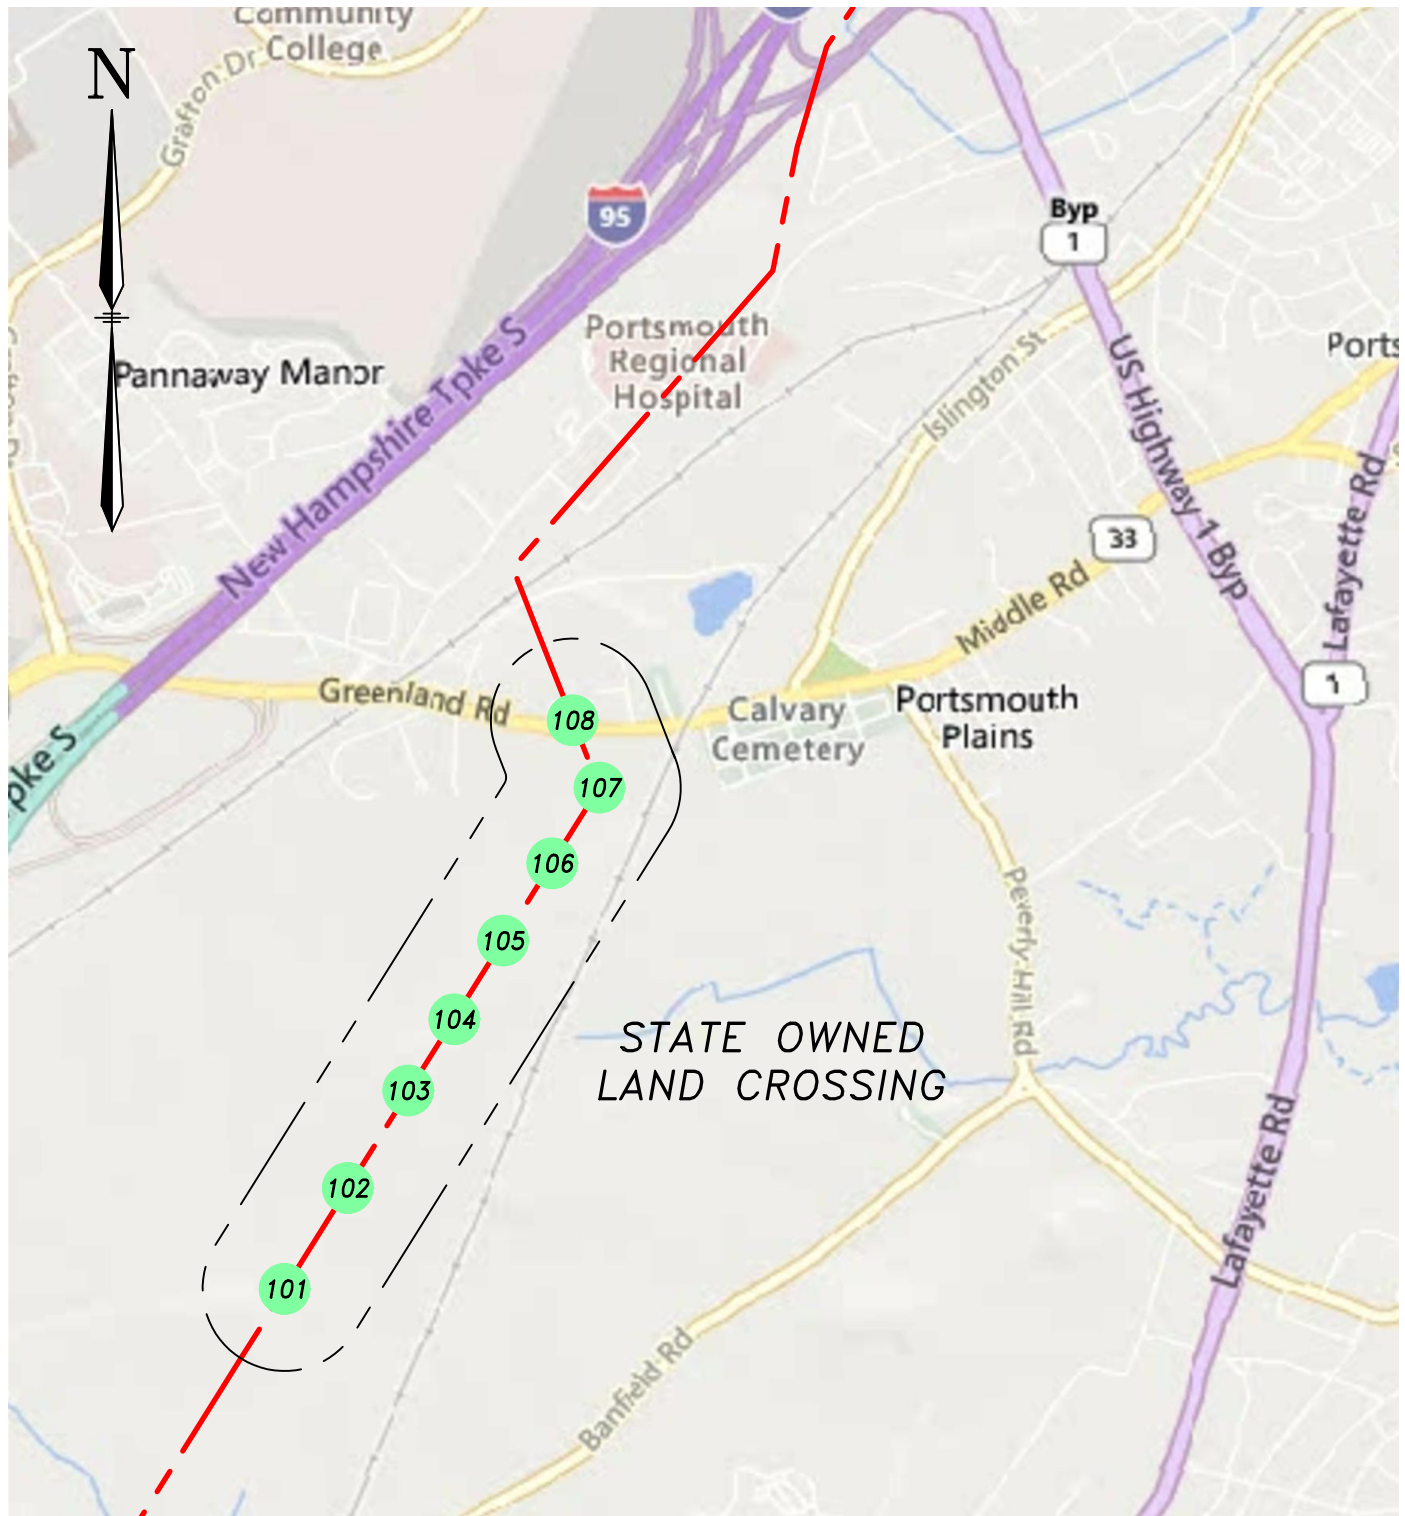 Community
College
N
Grafton Dr
95
Byp
1
Portsmouth
Regional
Hospital
Pannaway Manor
New Hampshire Tpke S
Islington St
US Highway 1 Byp
Ports
33
Lafayette Rd
Middle Rd
1
Greenland Rd
108
Calvary
Cemetery
Portsmouth
Plains
pke S
107
106
105
Peverly Hill Rd
104
STATE OWNED
LAND CROSSING
103
102
101
Lafayette Rd
Banfield Rd